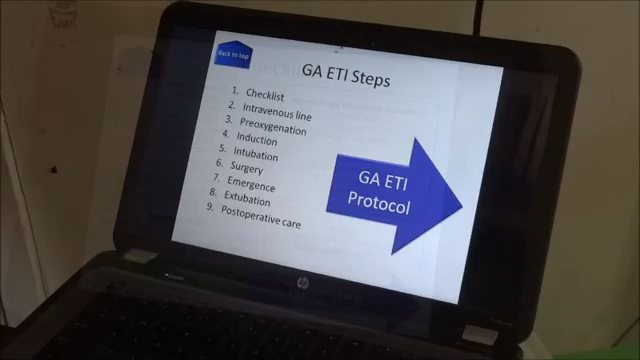 Back to top
GA ETI Steps
1. Checklist
2. Intravenous line
3. Preoxygenation
4. Induction
5. Intubation
6. Surgery
7. Emergence
8. Extubation
9. Postoperative care
GA ETI
Protocol
hp